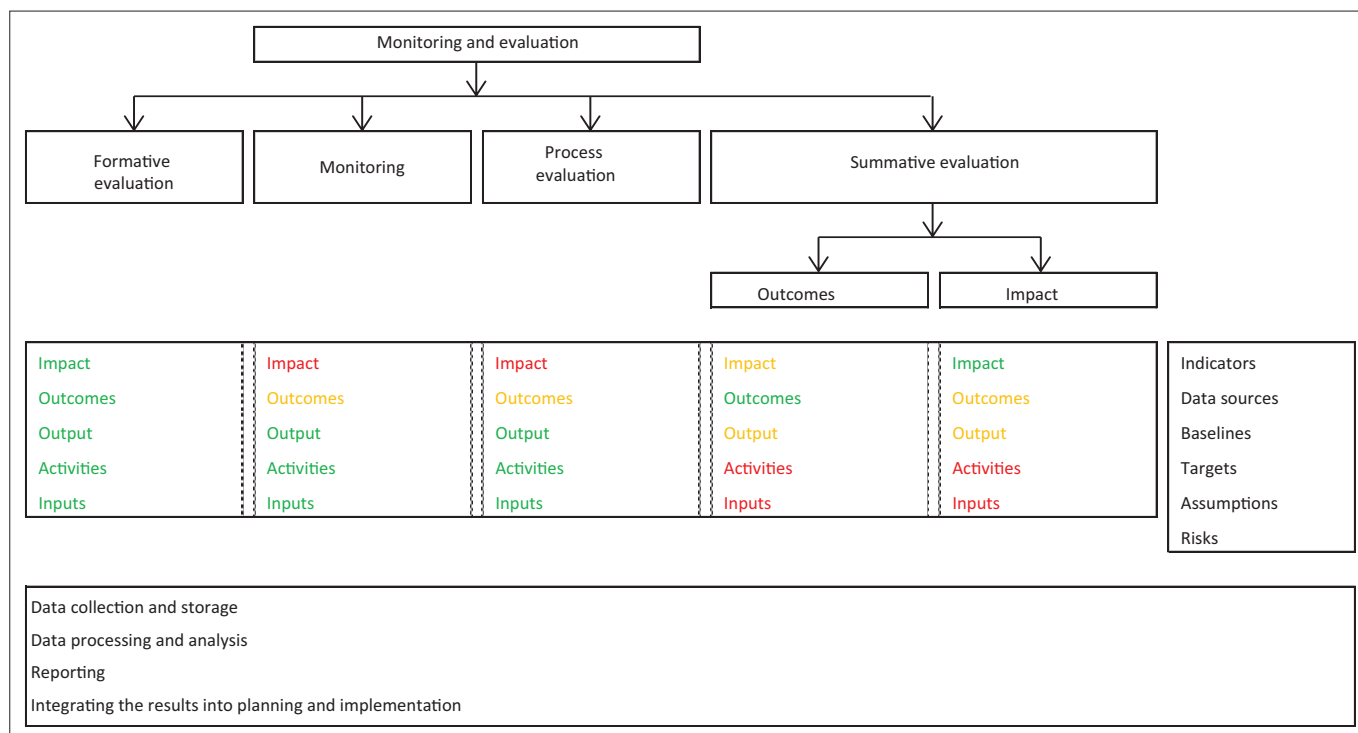 Monitoring and evaluation
Formative
evaluation
Monitoring
Process
evaluation
Summative evaluation
Outcomes
Impact
Impact
Outcomes
Output
Activities
Inputs
Impact
Outcomes
Output
Activities
Inputs
Impact
Outcomes
Output
Activities
Inputs
Impact
Outcomes
Output
Activities
Inputs
Impact
Outcomes
Output
Activities
Inputs
Indicators
Data sources
Baselines
Targets
Assumptions
Risks
Data collection and storage
Data processing and analysis
Reporting
Integrating the results into planning and implementation